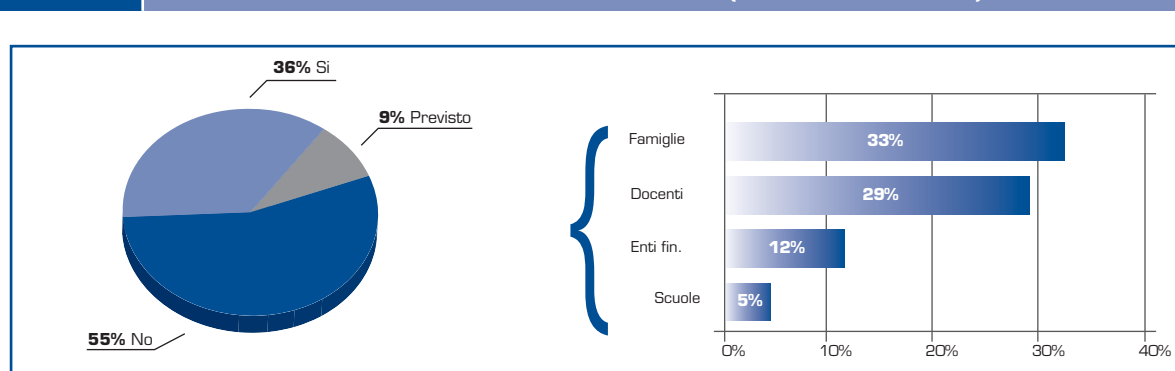 36% Si
9% Previsto
55% No
Famiglie 33%
Docenti 29%
Enti fin. 12%
Scuole 5%
0% 10% 20% 30% 40%